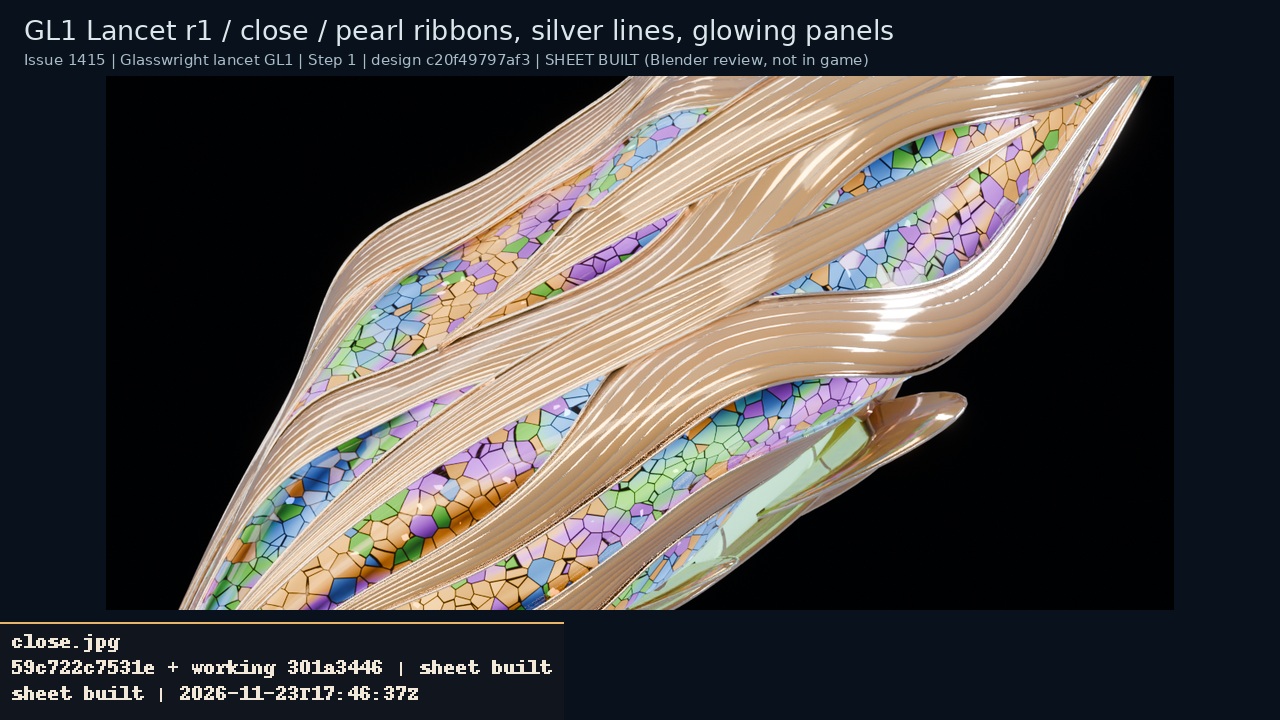 GL1 Lancet r1 / close / pearl ribbons, silver lines, glowing panels
Issue 1415 | Glasswright lancet GL1 | Step 1 | design c20f49797af3 | SHEET BUILT (Blender review, not in game)
close.jpg
59c722c7531e + working 301a3446 | sheet built
sheet built | 2026-11-23T17:46:37Z